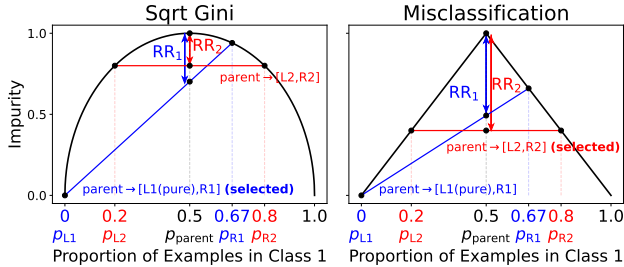 Sqrt Gini
Impurity
1.0
0.5
0.0
RR1
RR2
parent→[L2,R2]
parent→[L1(pure),R1] (selected)
0 0.2 0.5 0.67 0.8 1.0
pL1 pL2 pparent pR1 pR2
Proportion of Examples in Class 1
Misclassification
RR1
RR2
parent→[L2,R2] (selected)
parent→[L1(pure),R1]
0 0.2 0.5 0.67 0.8 1.0
pL1 pL2 pparent pR1 pR2
Proportion of Examples in Class 1